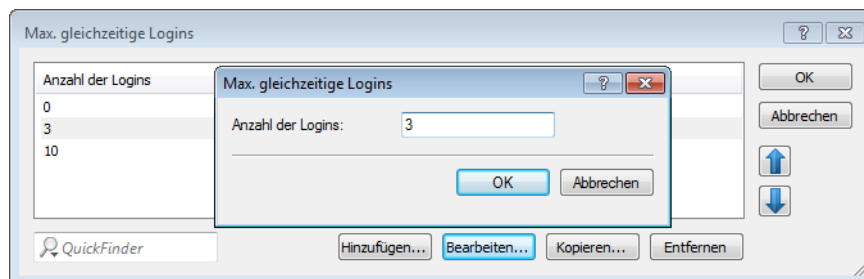 Max. gleichzeitige Logins
Anzahl der Logins
0
3
10
Max. gleichzeitige Logins
Anzahl der Logins:
3
OK
Abbrechen
OK
Abbrechen
QuickFinder
Hinzufügen...
Bearbeiten...
Kopieren...
Entfernen